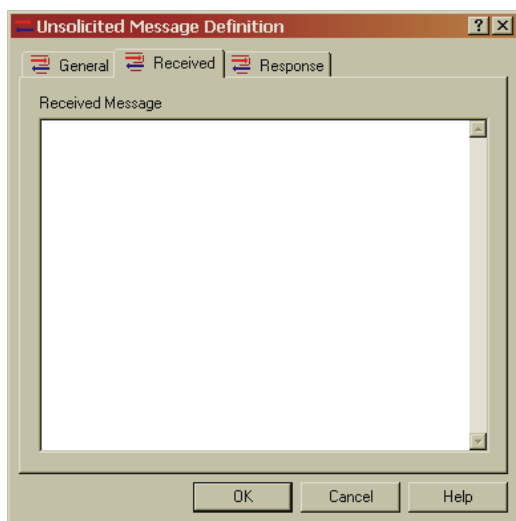 Unsolicited Message Definition
General Received Response
Received Message
OK Cancel Help